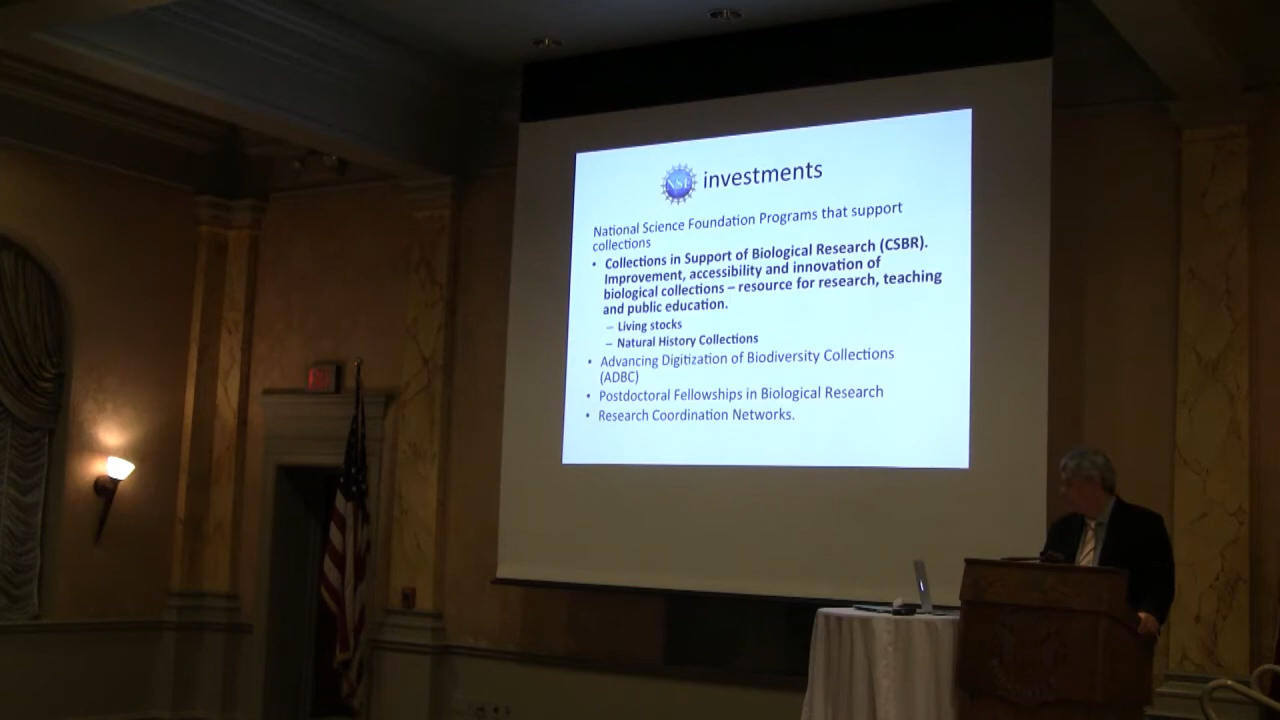 NSF investments
National Science Foundation Programs that support
collections
• Collections in Support of Biological Research (CSBR).
Improvement, accessibility and innovation of
biological collections – resource for research, teaching
and public education.
– Living stocks
– Natural History Collections
• Advancing Digitization of Biodiversity Collections
(ADBC)
• Postdoctoral Fellowships in Biological Research
• Research Coordination Networks.